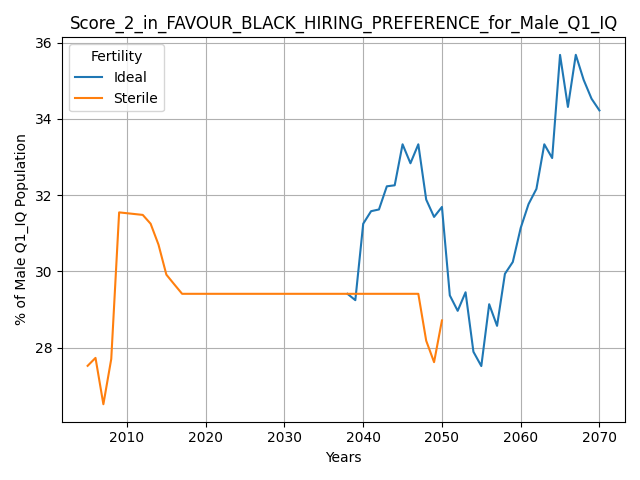 Score_2_in_FAVOUR_BLACK_HIRING_PREFERENCE_for_Male_Q1_IQ
Fertility
Ideal
Sterile
% of Male Q1_IQ Population
36
34
32
30
28
2010 2020 2030 2040 2050 2060 2070
Years